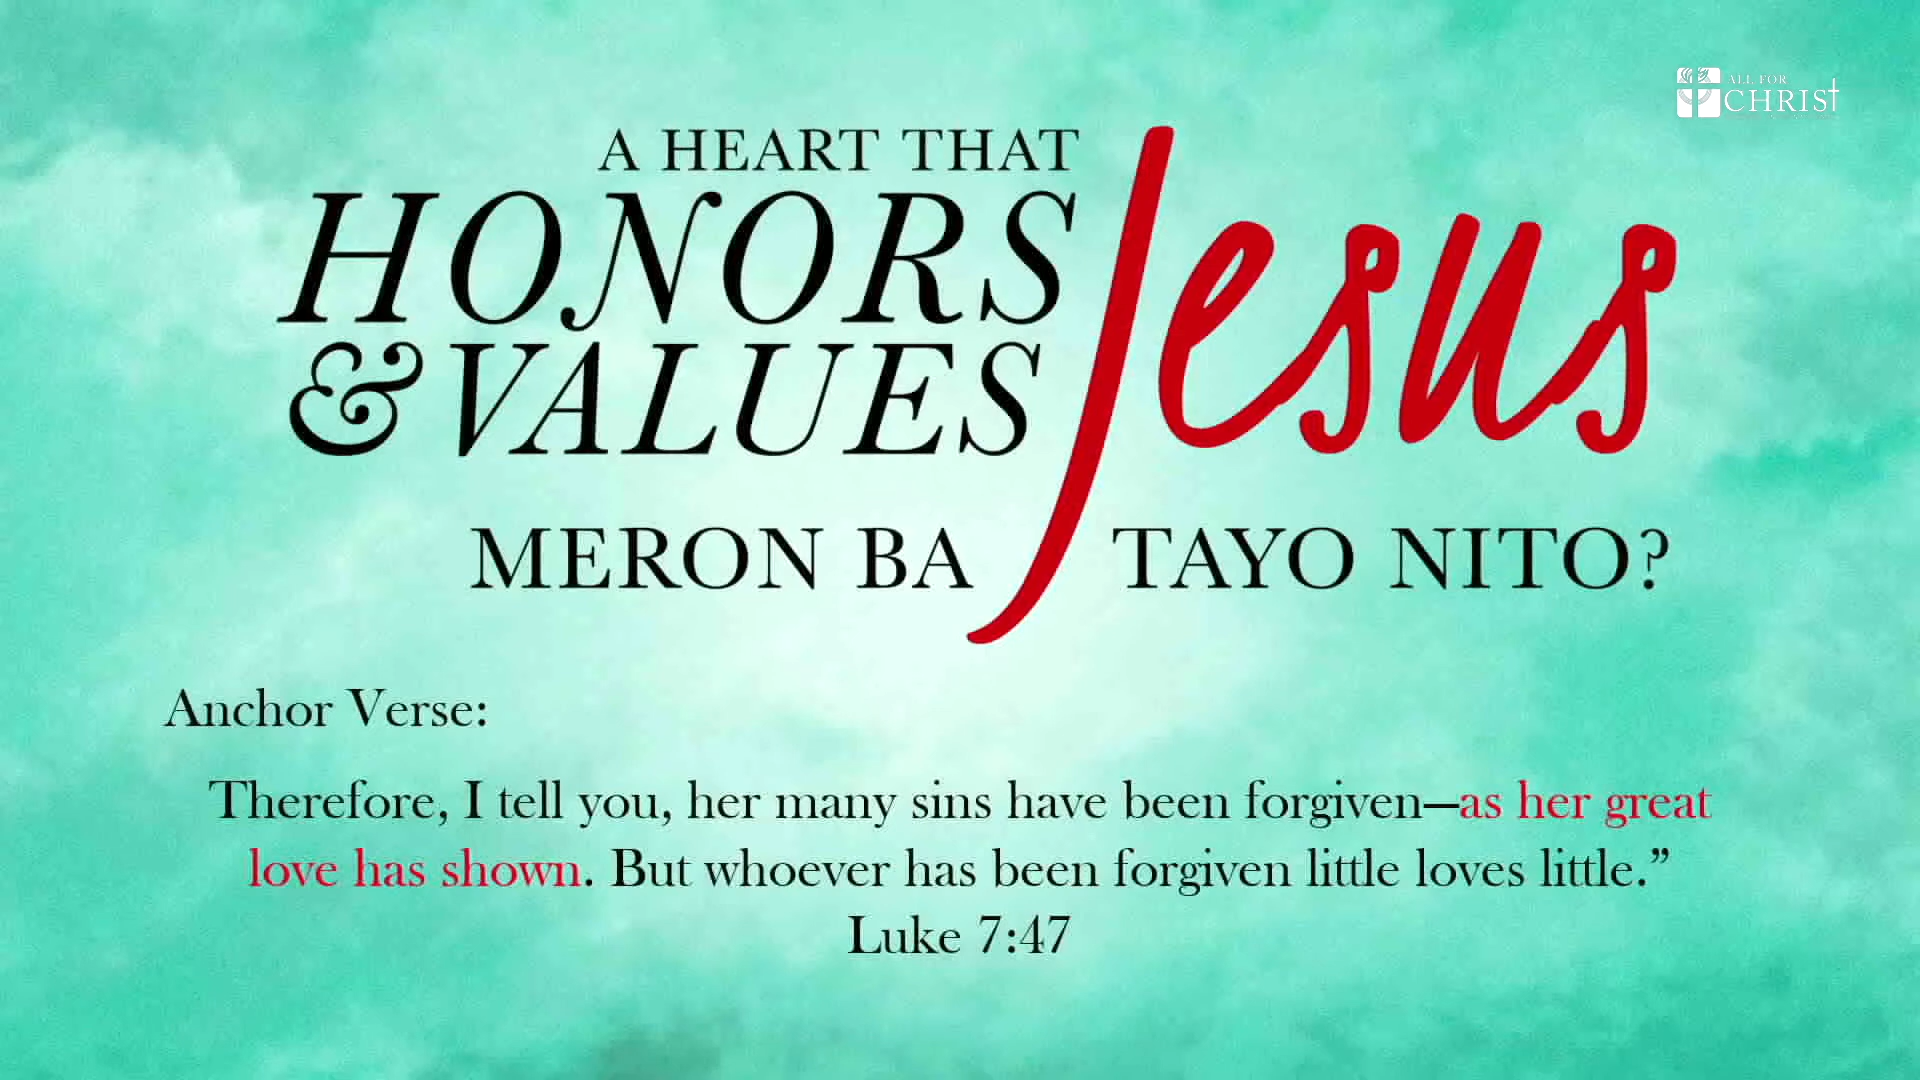 ALL FOR
CHRIST
A HEART THAT
HONORS
& VALUES
Jesus
MERON BA TAYO NITO?
Anchor Verse:
Therefore, I tell you, her many sins have been forgiven—as her great
love has shown. But whoever has been forgiven little loves little.”
Luke 7:47